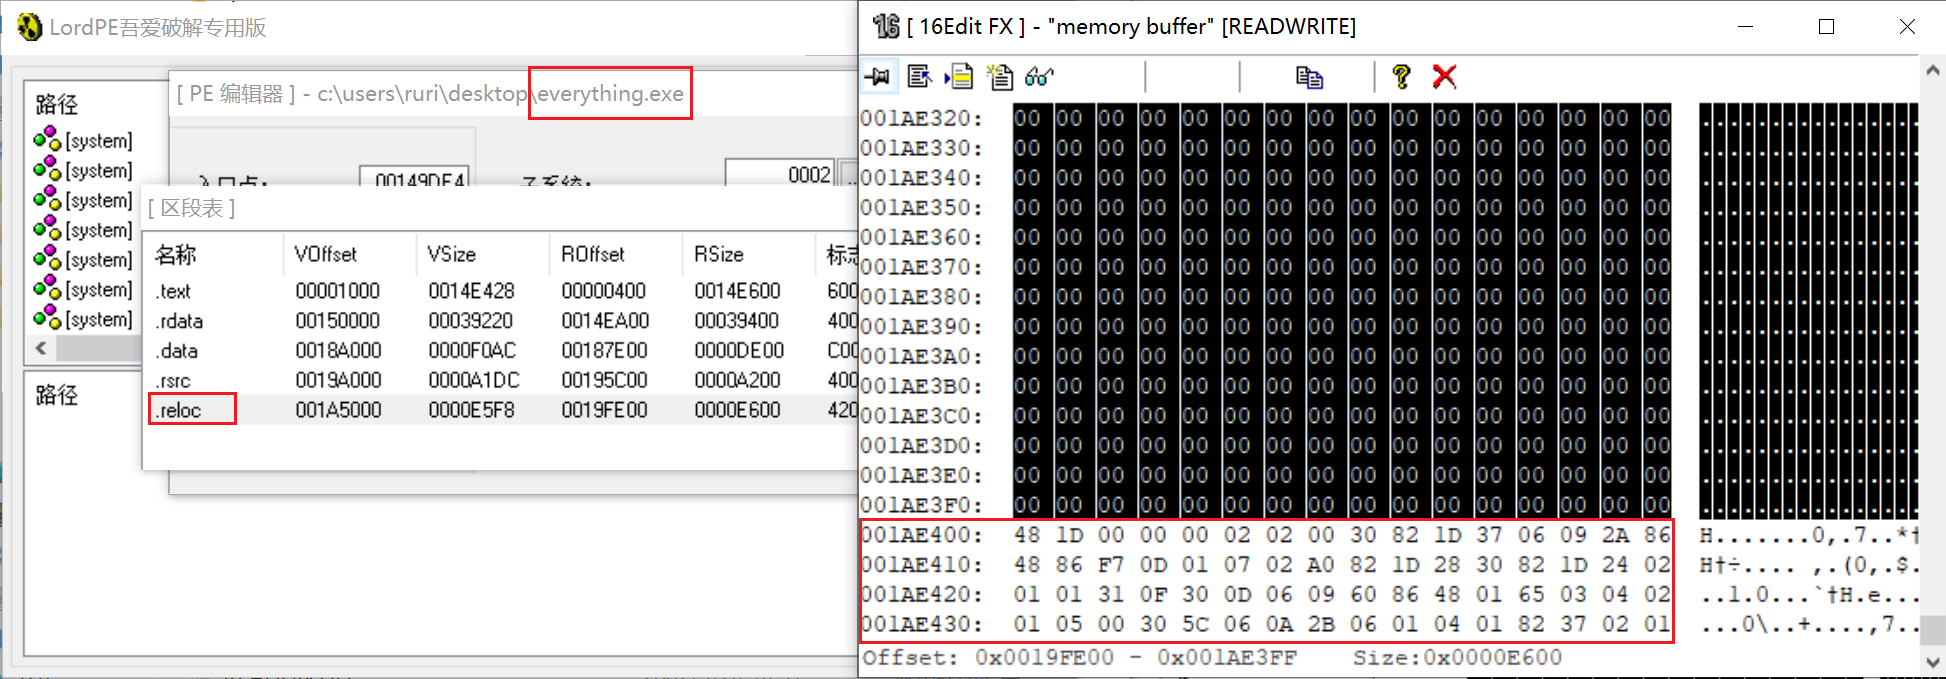 LordPE吾爱破解专用版
路径
[system]
[system]
[system]
[system]
[system]
[system]
[system]
路径
[ PE 编辑器 ] - c:\users\ruri\desktop\everything.exe
00149DF4
0002
[ 区段表 ]
名称 VOffset VSize ROffset RSize
.text 00001000 0014E428 00000400 0014E600 600
.rdata 00150000 00039220 0014EA00 00039400 400
.data 0018A000 0000F0AC 00187E00 0000DE00 C00
.rsrc 0019A000 0000A1DC 00195C00 0000A200 400
.reloc 001A5000 0000E5F8 0019FE00 0000E600 420
[ 16Edit FX ] - "memory buffer" [READWRITE]
001AE320: 00 00 00 00 00 00 00 00 00 00 00 00 00 00 00 00 ................
001AE330: 00 00 00 00 00 00 00 00 00 00 00 00 00 00 00 00 ................
001AE340: 00 00 00 00 00 00 00 00 00 00 00 00 00 00 00 00 ................
001AE350: 00 00 00 00 00 00 00 00 00 00 00 00 00 00 00 00 ................
001AE360: 00 00 00 00 00 00 00 00 00 00 00 00 00 00 00 00 ................
001AE370: 00 00 00 00 00 00 00 00 00 00 00 00 00 00 00 00 ................
001AE380: 00 00 00 00 00 00 00 00 00 00 00 00 00 00 00 00 ................
001AE390: 00 00 00 00 00 00 00 00 00 00 00 00 00 00 00 00 ................
001AE3A0: 00 00 00 00 00 00 00 00 00 00 00 00 00 00 00 00 ................
001AE3B0: 00 00 00 00 00 00 00 00 00 00 00 00 00 00 00 00 ................
001AE3C0: 00 00 00 00 00 00 00 00 00 00 00 00 00 00 00 00 ................
001AE3D0: 00 00 00 00 00 00 00 00 00 00 00 00 00 00 00 00 ................
001AE3E0: 00 00 00 00 00 00 00 00 00 00 00 00 00 00 00 00 ................
001AE3F0: 00 00 00 00 00 00 00 00 00 00 00 00 00 00 00 00 ................
001AE400: 48 1D 00 00 00 02 02 00 30 82 1D 37 06 09 2A 86 H.......0‚.7..*†
001AE410: 48 86 F7 0D 01 07 02 A0 82 1D 28 30 82 1D 24 02 H†÷.... ‚.(0‚.$.
001AE420: 01 01 31 0F 30 0D 06 09 60 86 48 01 65 03 04 02 ..1.0...`†H.e...
001AE430: 01 05 00 30 5C 06 0A 2B 06 01 04 01 82 37 02 01 ...0\..+....‚7..
Offset: 0x0019FE00 - 0x001AE3FF Size:0x0000E600